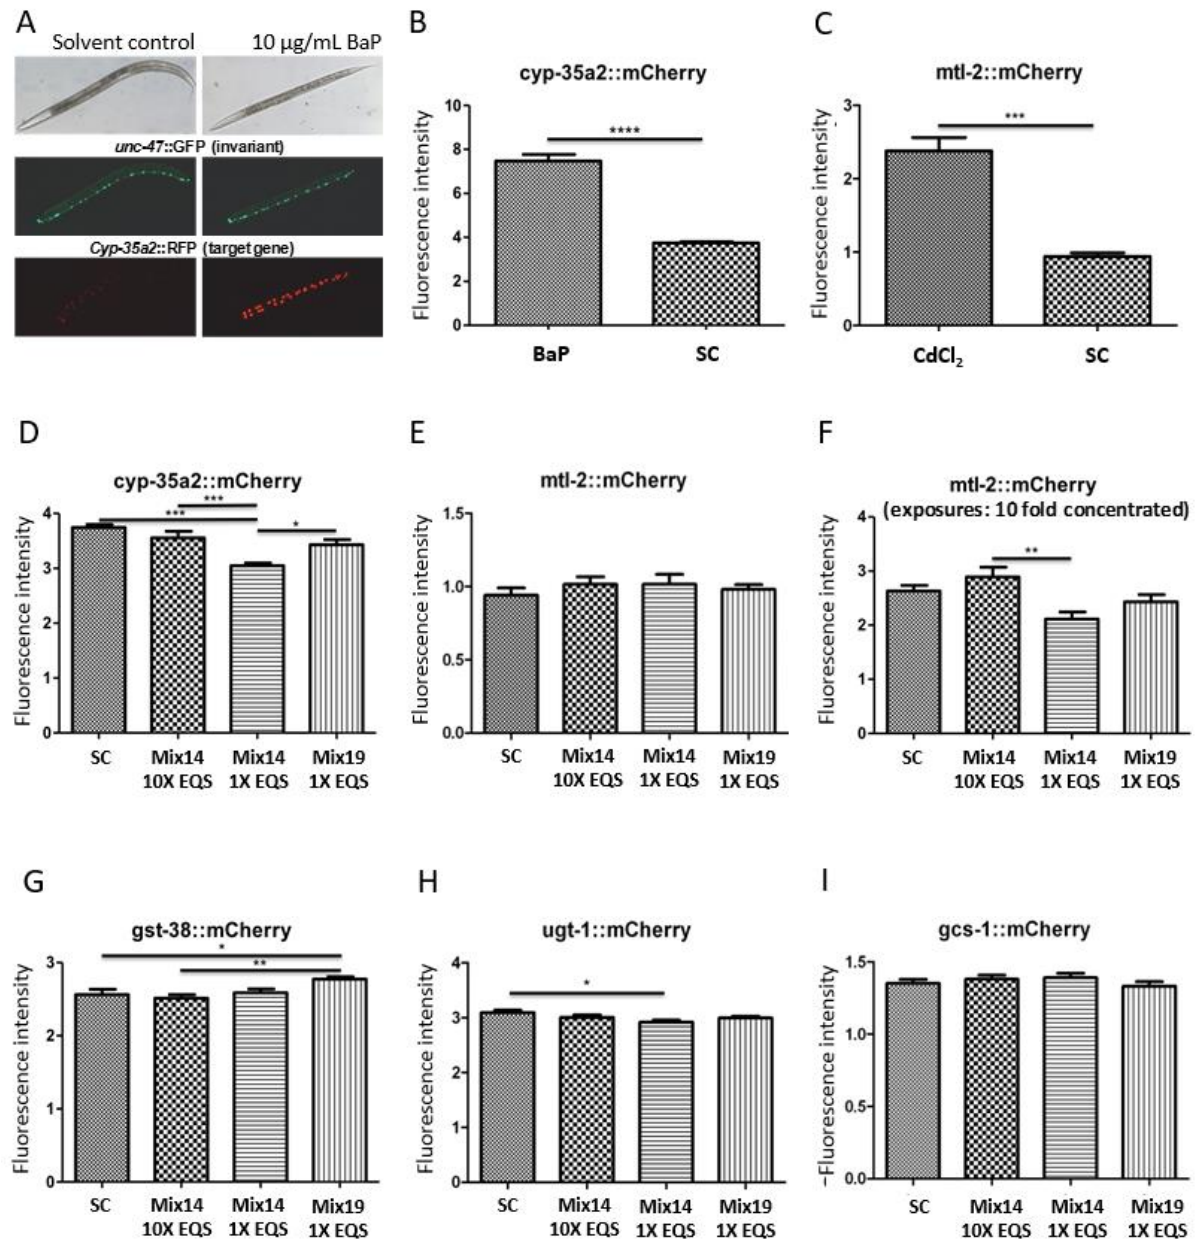 A
Solvent control
10 µg/mL BaP
unc-47::GFP (invariant)
Cyp-35a2::RFP (target gene)
B
cyp-35a2::mCherry
Fluorescence intensity
10
8
6
4
2
0
****
BaP
SC
C
mtl-2::mCherry
Fluorescence intensity
3
2
1
0
***
CdCl₂
SC
D
cyp-35a2::mCherry
Fluorescence intensity
4
3
2
1
0
***
***
*
SC
Mix14
10X EQS
Mix14
1X EQS
Mix19
1X EQS
E
mtl-2::mCherry
Fluorescence intensity
1.5
1.0
0.5
0.0
SC
Mix14
10X EQS
Mix14
1X EQS
Mix19
1X EQS
F
mtl-2::mCherry
(exposures: 10 fold concentrated)
Fluorescence intensity
4
3
2
1
0
**
SC
Mix14
10X EQS
Mix14
1X EQS
Mix19
1X EQS
G
gst-38::mCherry
Fluorescence intensity
3
2
1
0
*
**
SC
Mix14
10X EQS
Mix14
1X EQS
Mix19
1X EQS
H
ugt-1::mCherry
Fluorescence intensity
4
3
2
1
0
*
SC
Mix14
10X EQS
Mix14
1X EQS
Mix19
1X EQS
I
gcs-1::mCherry
–Fluorescence intensity
1.5
1.0
0.5
0.0
SC
Mix14
10X EQS
Mix14
1X EQS
Mix19
1X EQS